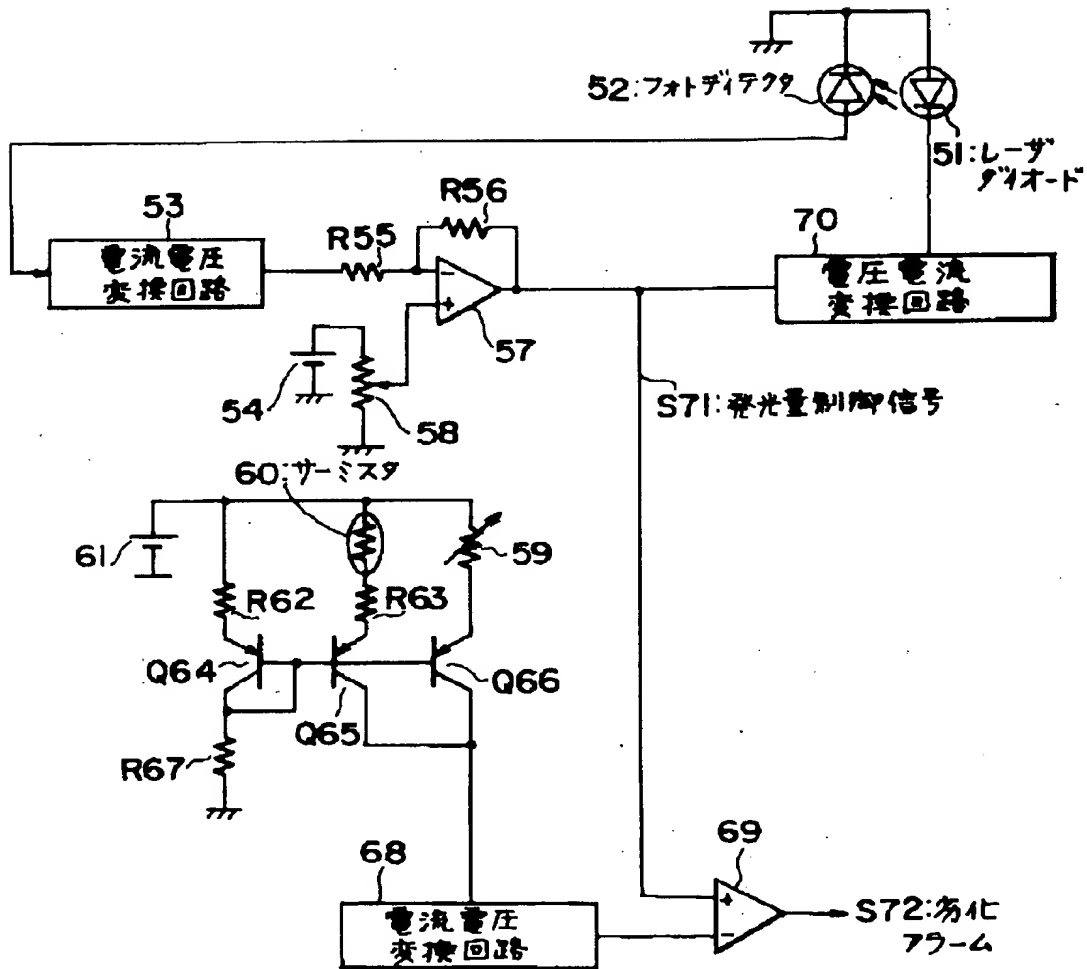 52:フォトディテクタ
51:レーザ
ダイオード
53
電流電圧
変換回路
R55
R56
57
54
58
70
電圧電流
変換回路
S71:発光量制御信号
60:サーミスタ
61
59
R62
R63
Q64
Q65
Q66
R67
68
電流電圧
変換回路
69
S72:劣化
アラーム